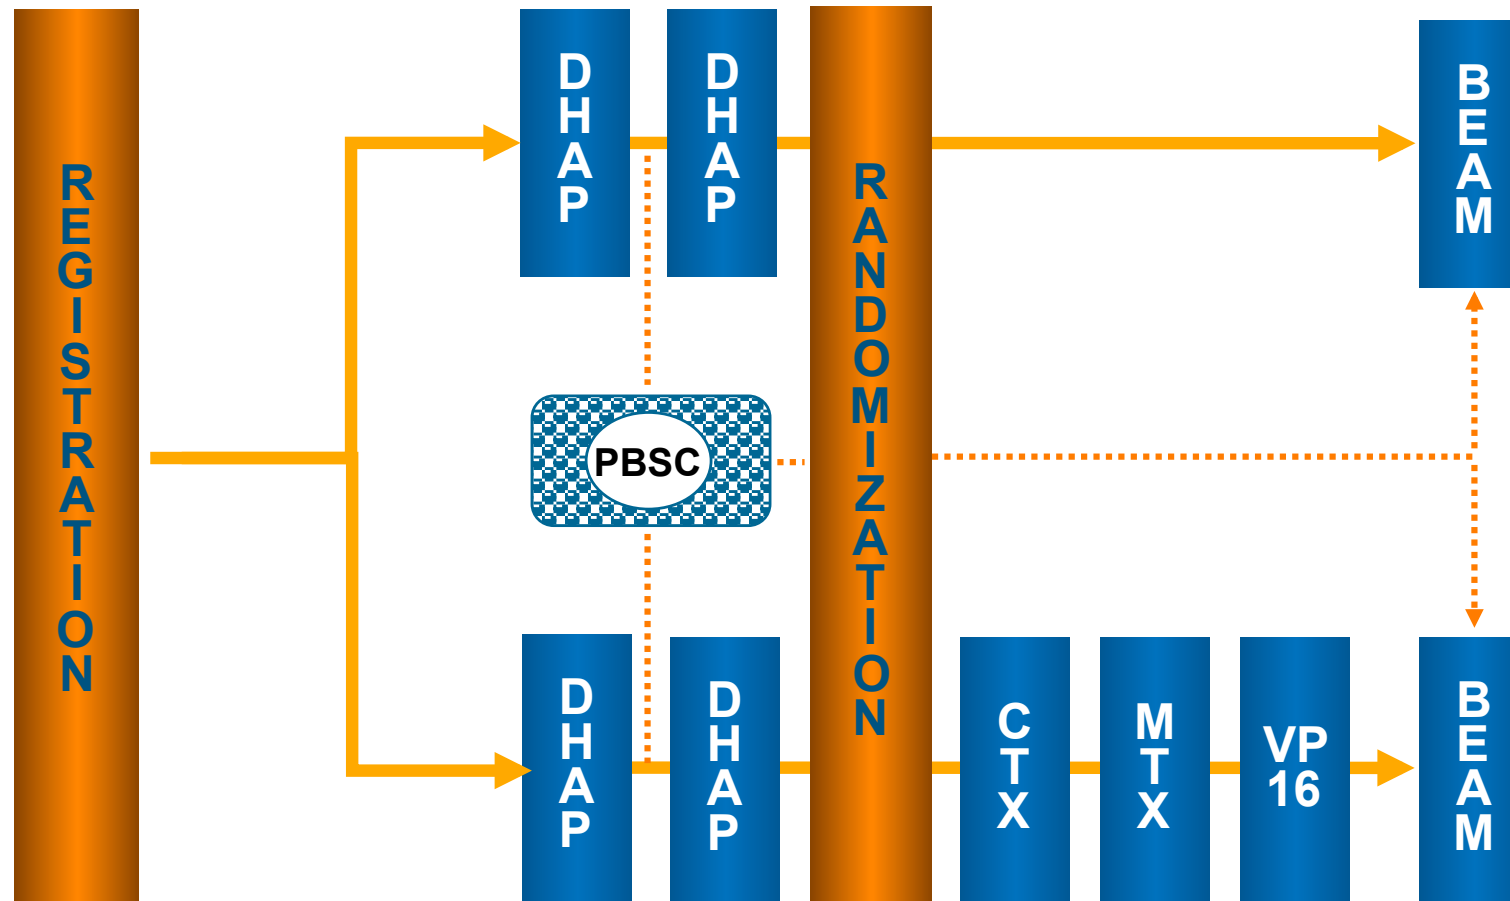 REGISTRATION
DHAP
DHAP
RANDOMIZATION
BEAM
PBSC
DHAP
DHAP
CTX
MTX
VP
16
BEAM